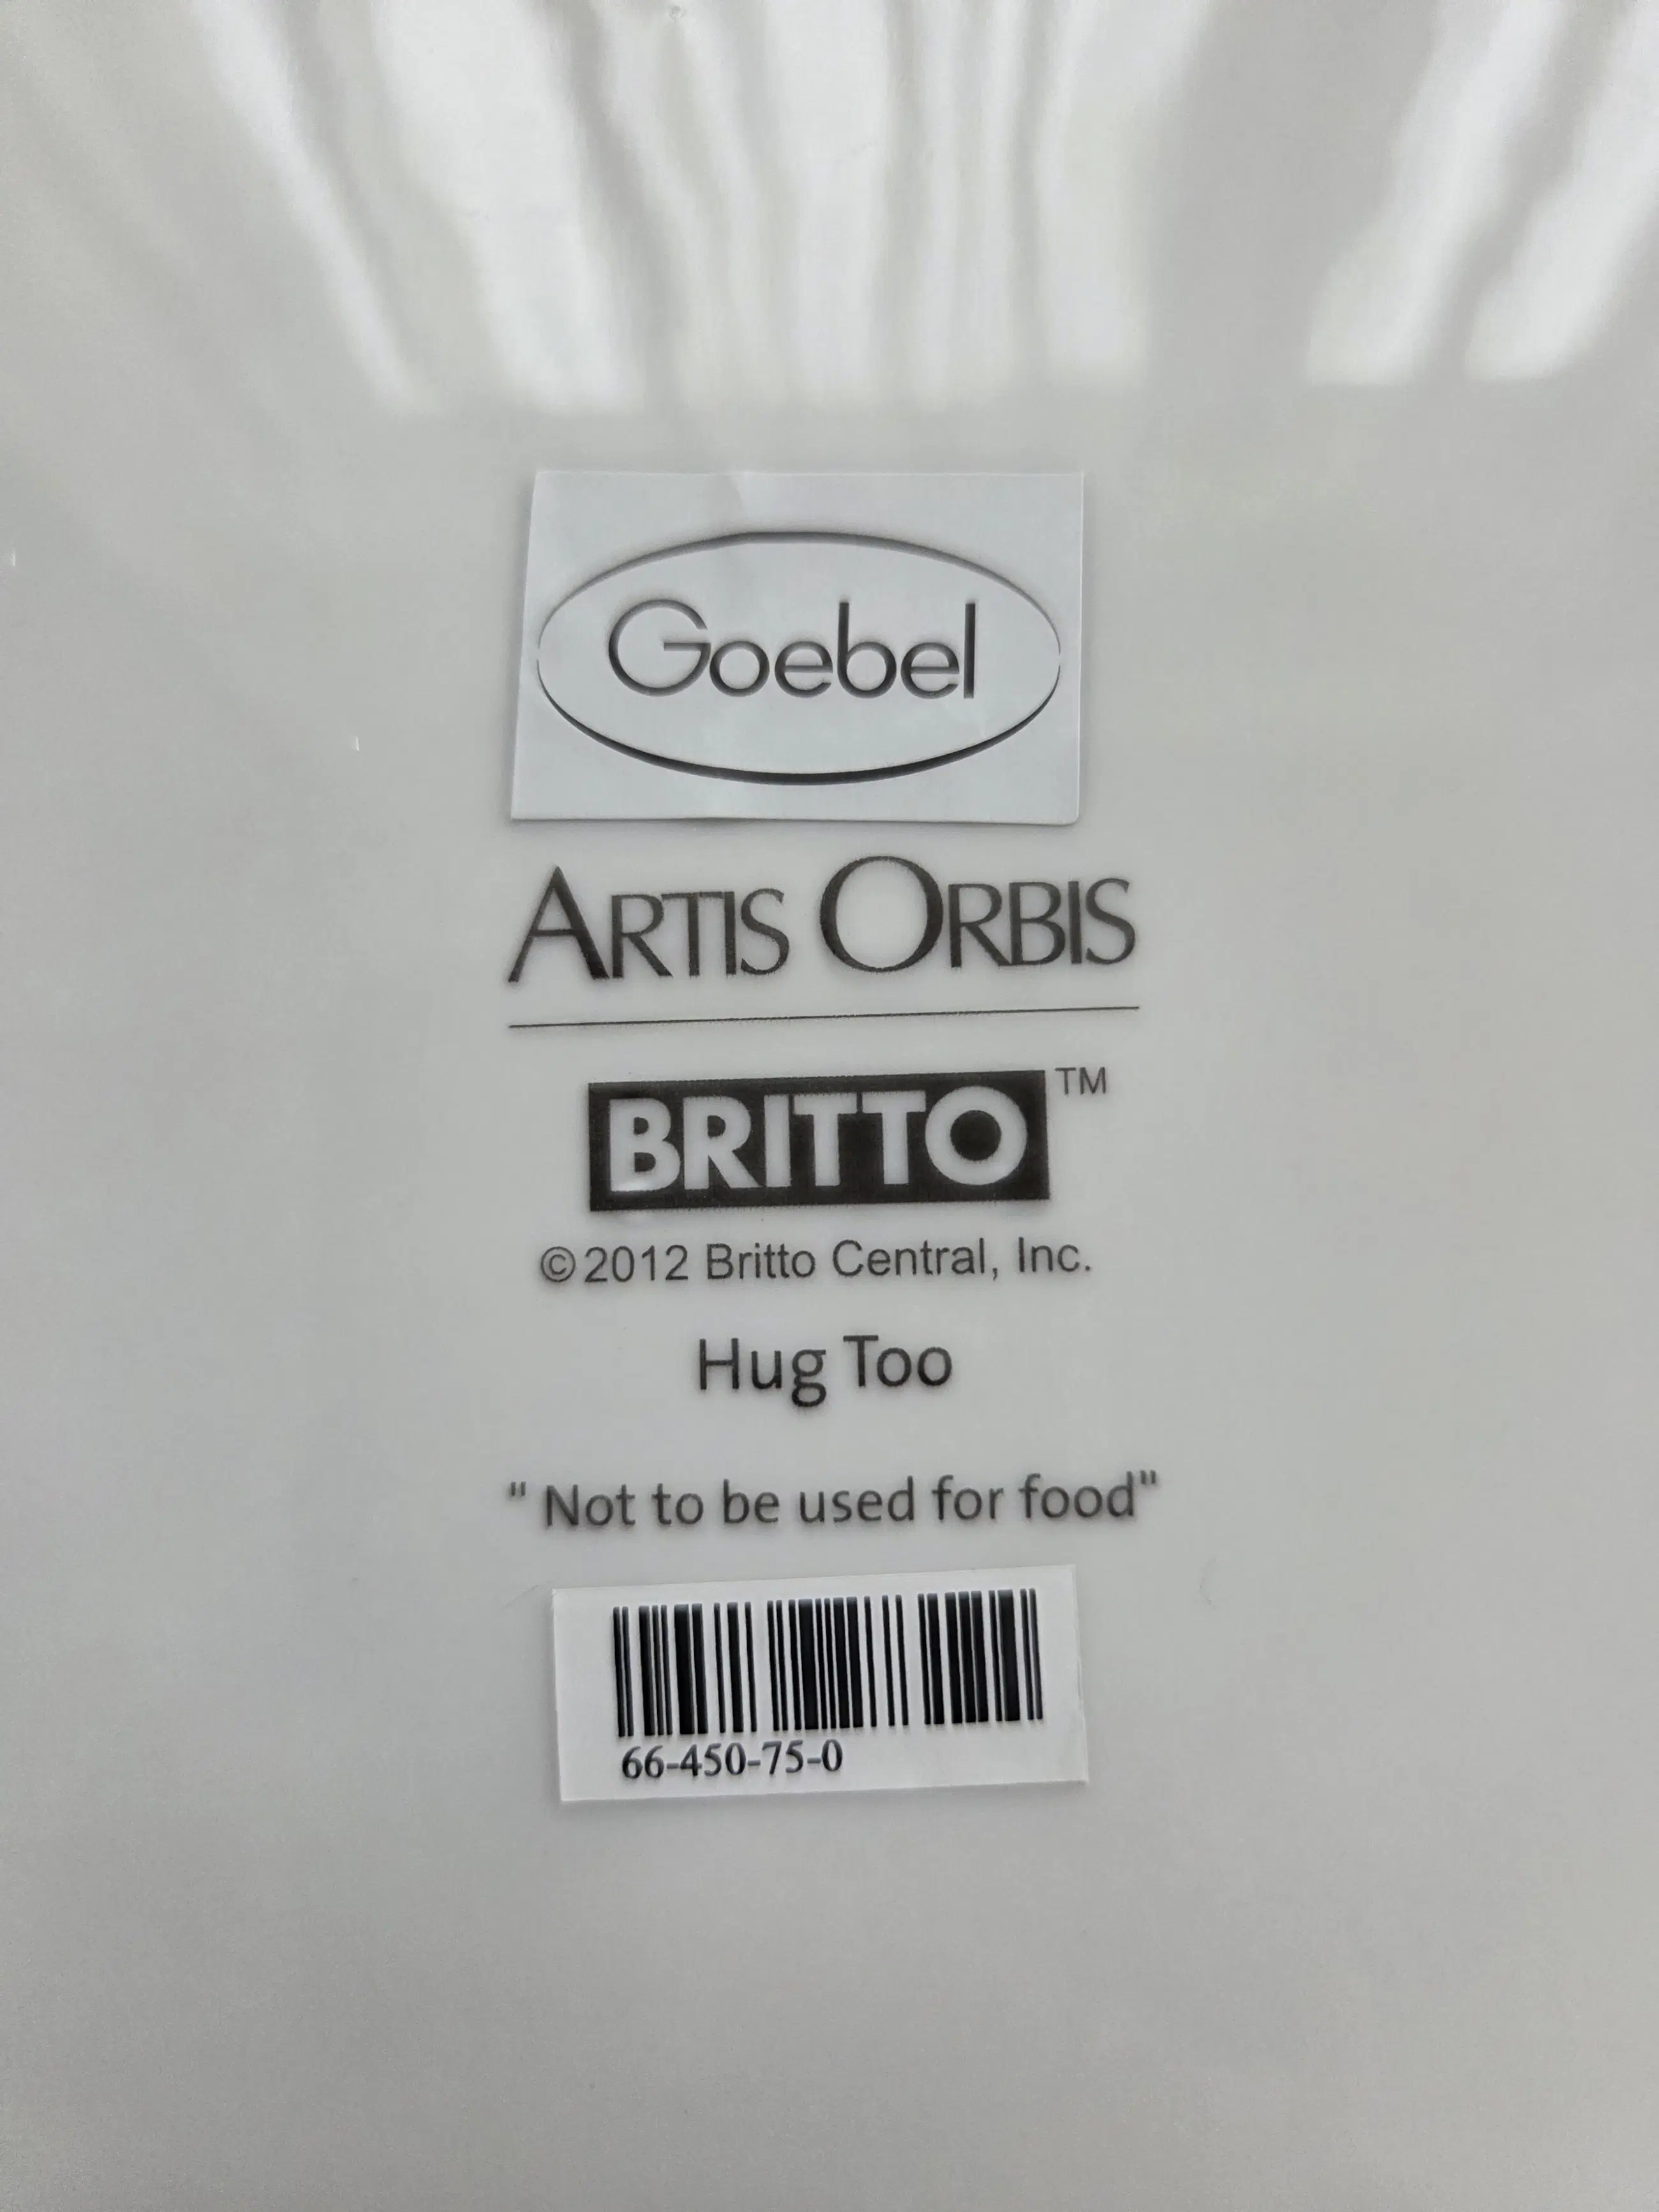 Goebel
ARTIS ORBIS
BRITTO™
©2012 Britto Central, Inc.
Hug Too
" Not to be used for food"
66-450-75-0